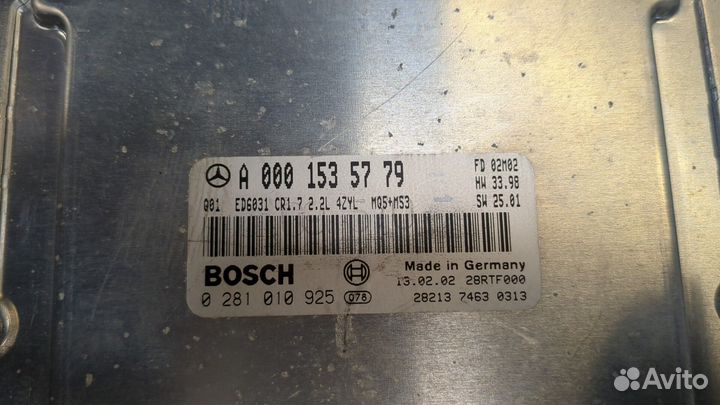 A 000 153 57 79
FD 02M02
HW 33.98
Q01 EDG031 CR1.7 2.2L 4ZYL MQ5+MS3
SW 25.01
BOSCH
Made in Germany
13.02.02 28RTF000
0 281 010 925 078
28213 7463 0313
Avito